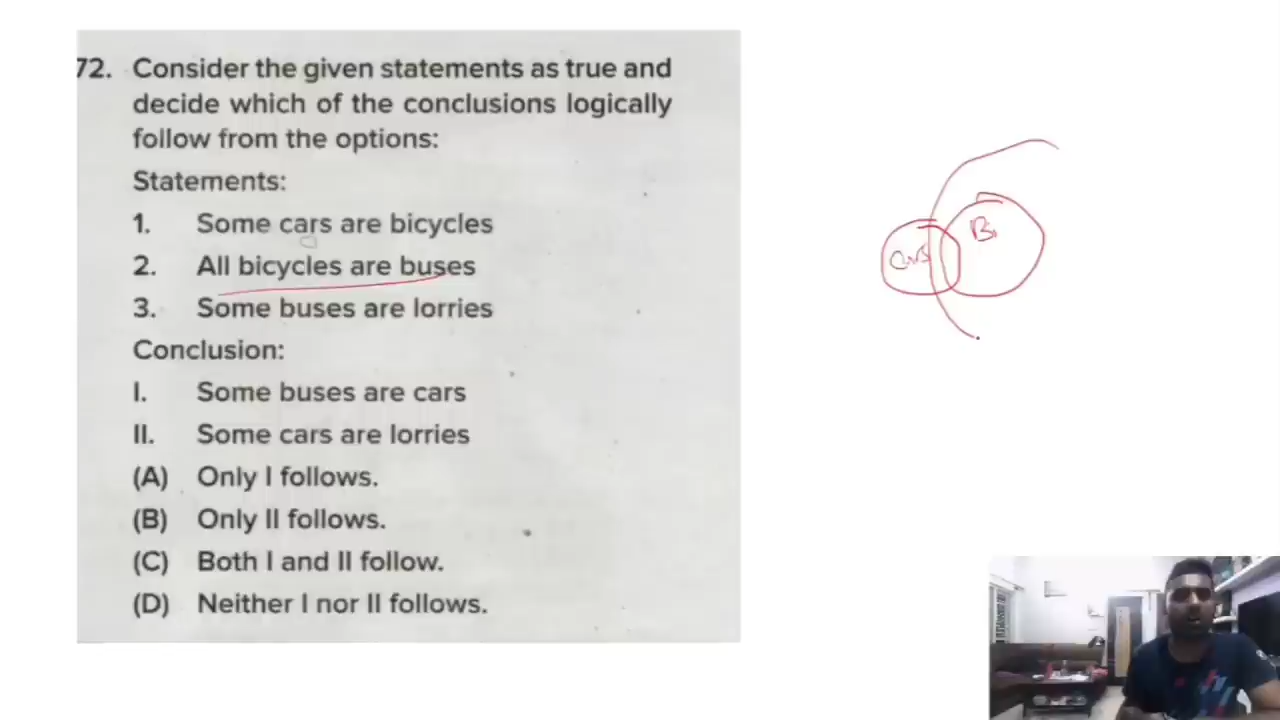 72. Consider the given statements as true and
decide which of the conclusions logically
follow from the options:
Statements:
1. Some cars are bicycles
2. All bicycles are buses
3. Some buses are lorries
Conclusion:
I. Some buses are cars
II. Some cars are lorries
(A) Only I follows.
(B) Only II follows.
(C) Both I and II follow.
(D) Neither I nor II follows.
Cars
Bi